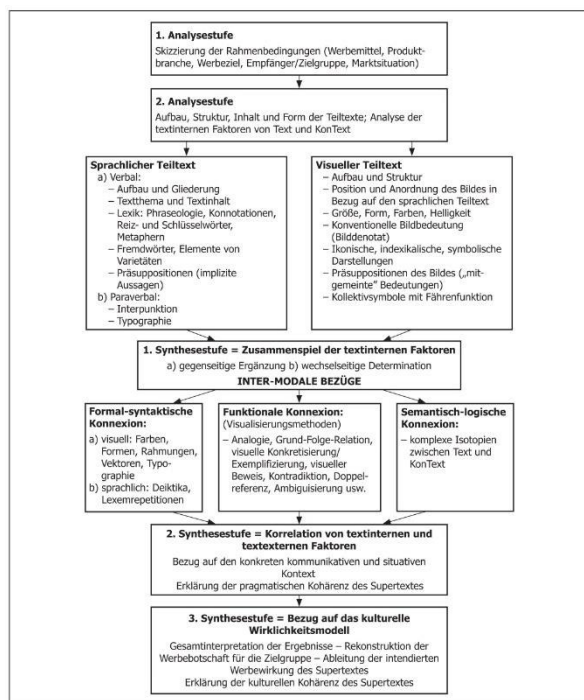 1. Analysestufe
Skizzierung der Rahmenbedingungen (Werbemittel, Produkt-
branche, Werbeziel, Empfänger/Zielgruppe, Marktsituation)
2. Analysestufe
Aufbau, Struktur, Inhalt und Form der Teiltexte; Analyse der
textinternen Faktoren von Text und KonText
Sprachlicher Teiltext
a) Verbal:
– Aufbau und Gliederung
– Textthema und Textinhalt
– Lexik: Phraseologie, Konnotationen,
Reiz- und Schlüsselwörter,
Metaphern
– Fremdwörter, Elemente von
Varietäten
– Präsuppositionen (implizite
Aussagen)
b) Paraverbal:
– Interpunktion
– Typographie
Visueller Teiltext
– Aufbau und Struktur
– Position und Anordnung des Bildes in
Bezug auf den sprachlichen Teiltext
– Größe, Form, Farben, Helligkeit
– Konventionelle Bildbedeutung
(Bilddenotat)
– Ikonische, indexikalische, symbolische
Darstellungen
– Präsuppositionen des Bildes („mit-
gemeinte" Bedeutungen)
– Kollektivsymbole mit Fährenfunktion
1. Synthesestufe = Zusammenspiel der textinternen Faktoren
a) gegenseitige Ergänzung b) wechselseitige Determination
INTER-MODALE BEZÜGE
Formal-syntaktische
Konnexion:
a) visuell: Farben,
Formen, Rahmungen,
Vektoren, Typo-
graphie
b) sprachlich: Deiktika,
Lexemrepetitionen
Funktionale Konnexion:
(Visualisierungsmethoden)
– Analogie, Grund-Folge-Relation,
visuelle Konkretisierung/
Exemplifizierung, visueller
Beweis, Kontradiktion, Doppel-
referenz, Ambiguisierung usw.
Semantisch-logische
Konnexion:
– komplexe Isotopien
zwischen Text und
KonText
2. Synthesestufe = Korrelation von textinternen und
textexternen Faktoren
Bezug auf den konkreten kommunikativen und situativen
Kontext
Erklärung der pragmatischen Kohärenz des Supertextes
3. Synthesestufe = Bezug auf das kulturelle
Wirklichkeitsmodell
Gesamtinterpretation der Ergebnisse – Rekonstruktion der
Werbebotschaft für die Zielgruppe – Ableitung der intendierten
Werbewirkung des Supertextes
Erklärung der kulturellen Kohärenz des Supertextes